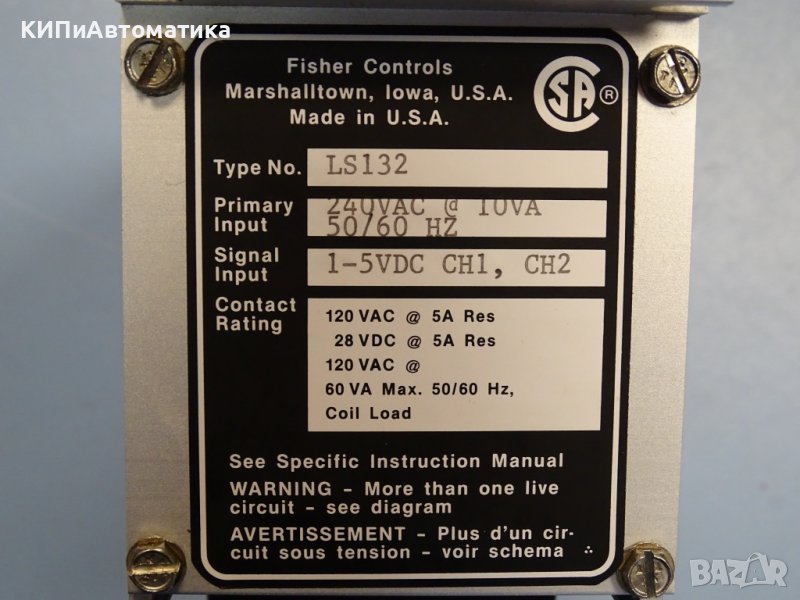 КИПиАвтоматика
Fisher Controls
Marshalltown, Iowa, U.S.A.
Made in U.S.A.
SA ®
Type No. LS132
Primary Input 240VAC @ 10VA
50/60 HZ
Signal Input 1-5VDC CH1, CH2
Contact Rating
120 VAC @ 5A Res
28 VDC @ 5A Res
120 VAC @
60 VA Max. 50/60 Hz,
Coil Load
See Specific Instruction Manual
WARNING - More than one live
circuit - see diagram
AVERTISSEMENT - Plus d'un cir-
cuit sous tension - voir schema
BAZAR